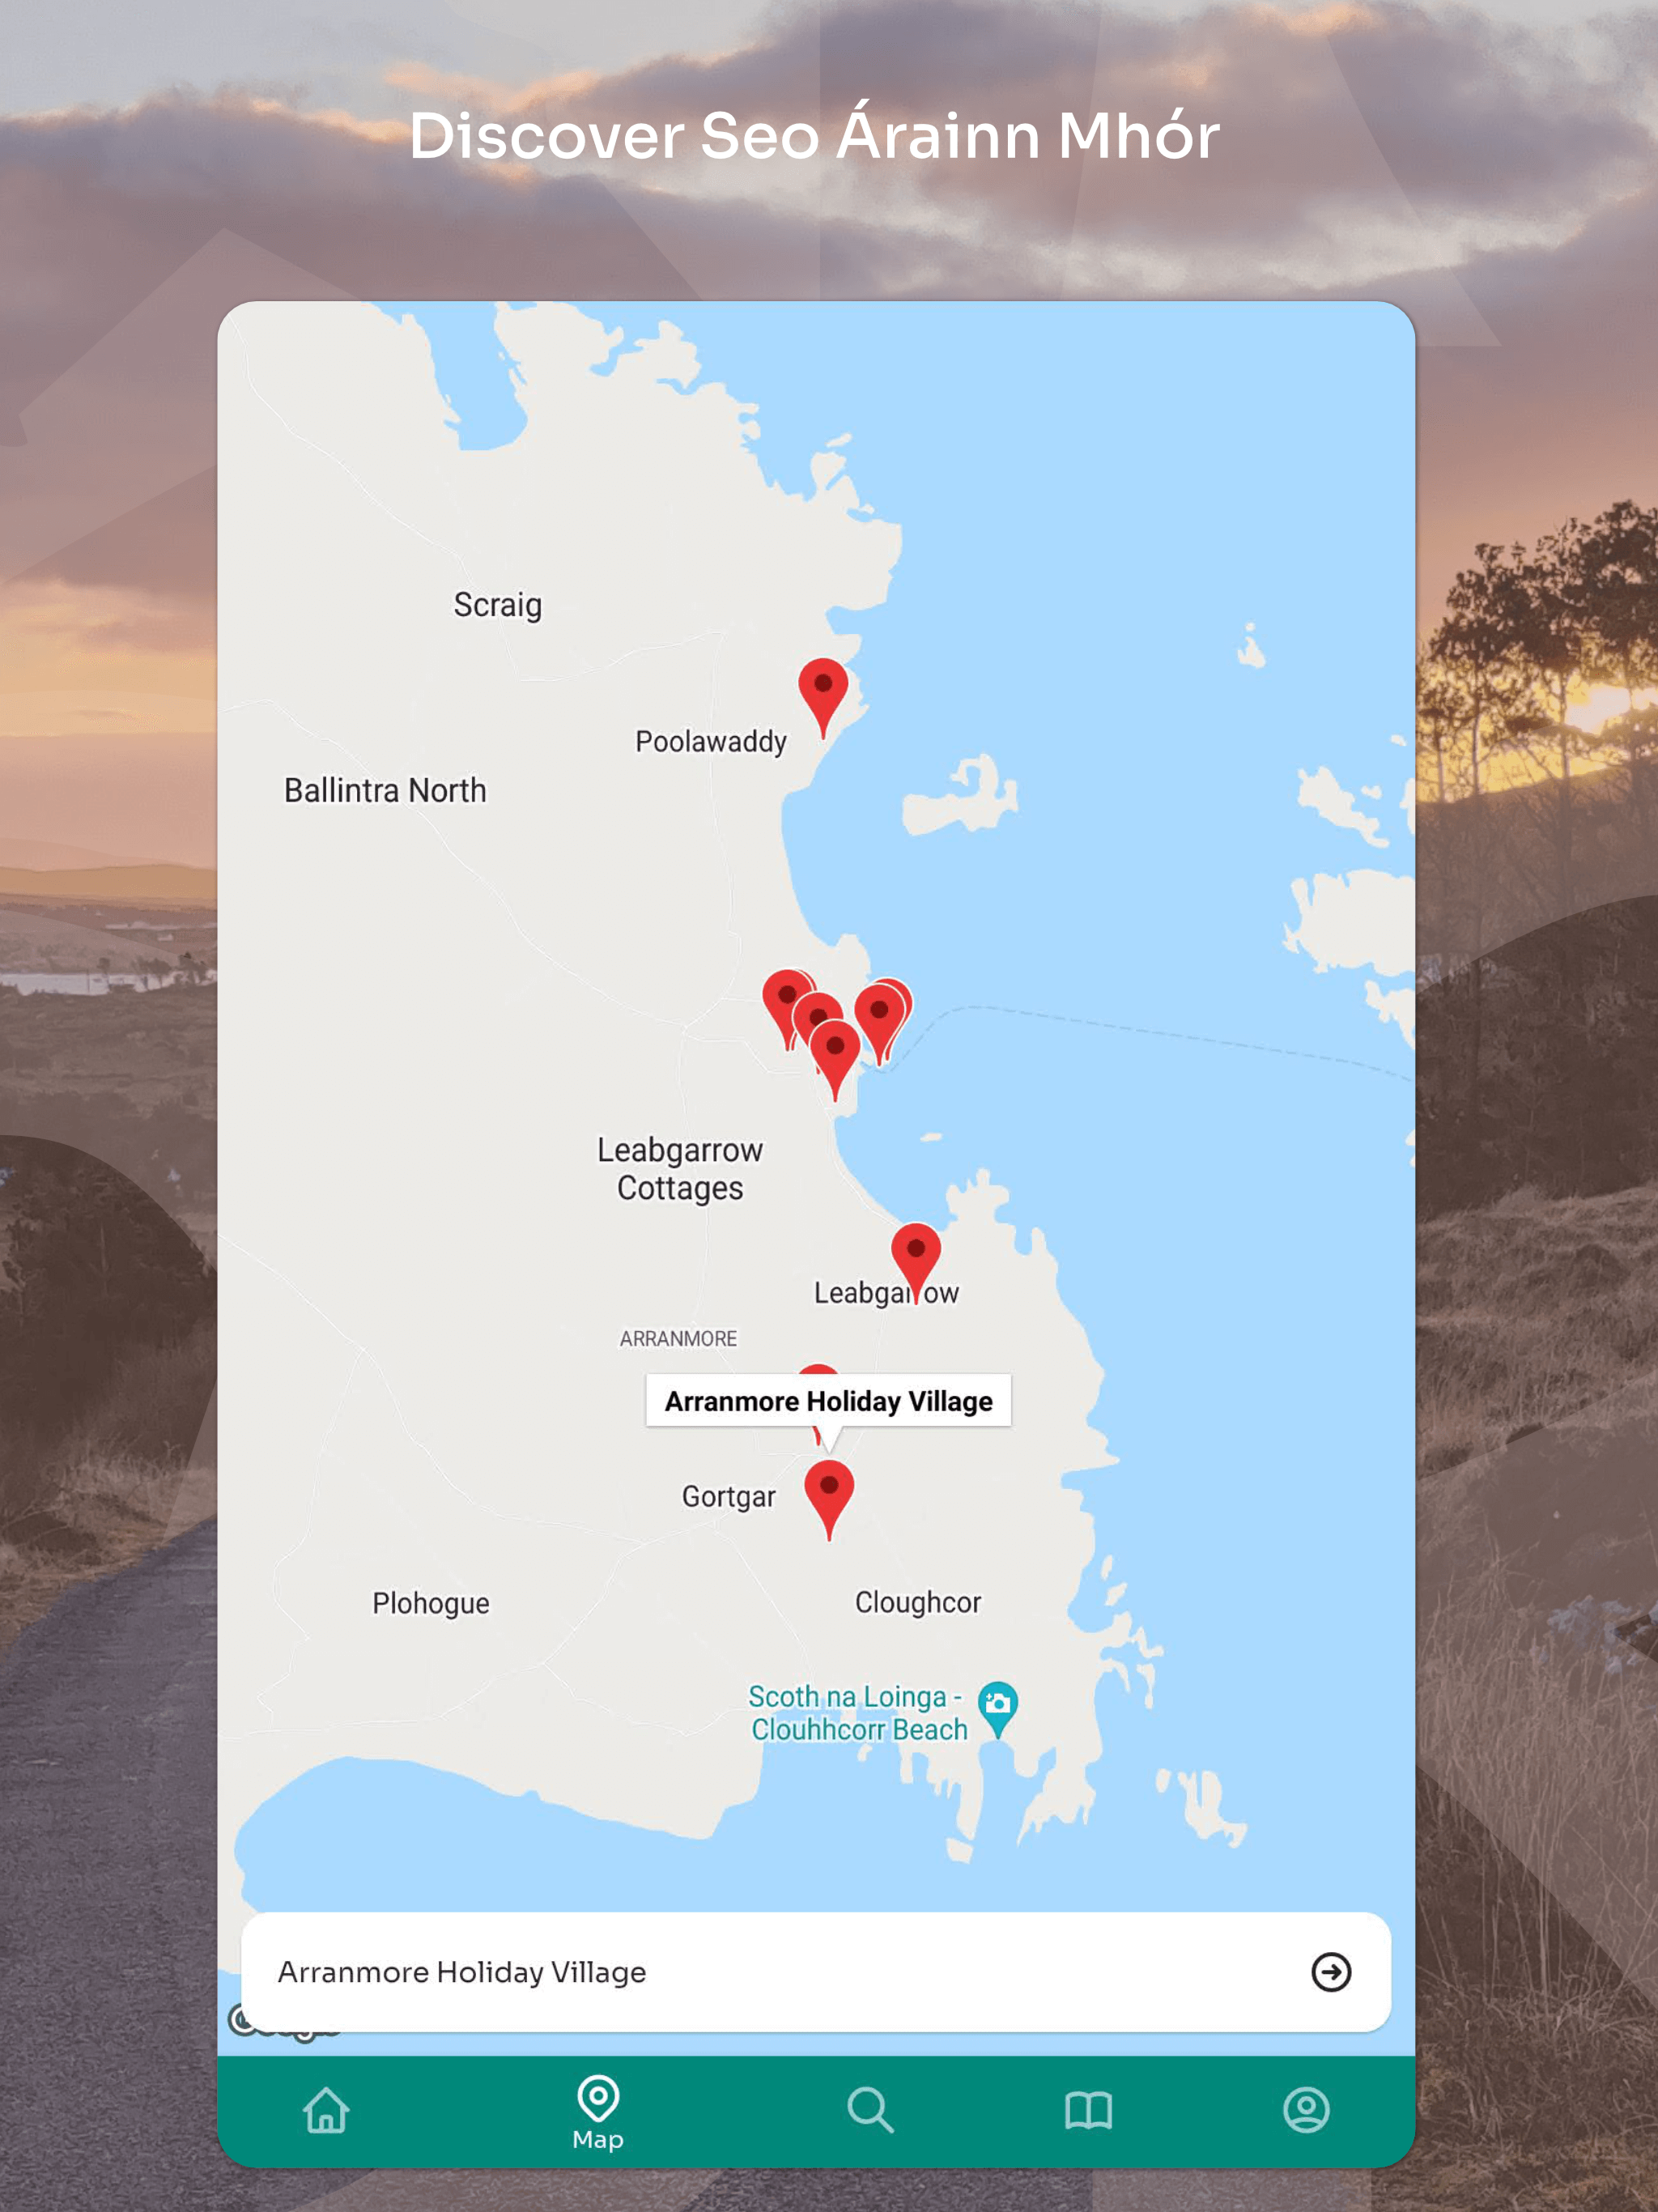 Discover Seo Árainn Mhór
Scraig
Poolawaddy
Ballintra North
Leabgarrow
Cottages
ARRANMORE
Arranmore Holiday Village
Gortgar
Plohogue
Cloughcor
Scoth na Loinga -
Clouhhcorr Beach
Arranmore Holiday Village
Map